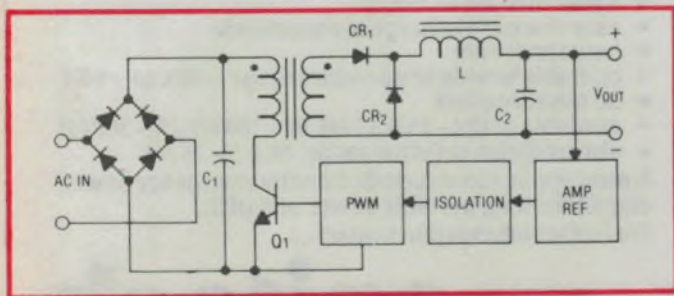 CR1
+
L
VOUT
CR2
C2
AC IN
C1
−
PWM
ISOLATION
AMP
REF.
Q1